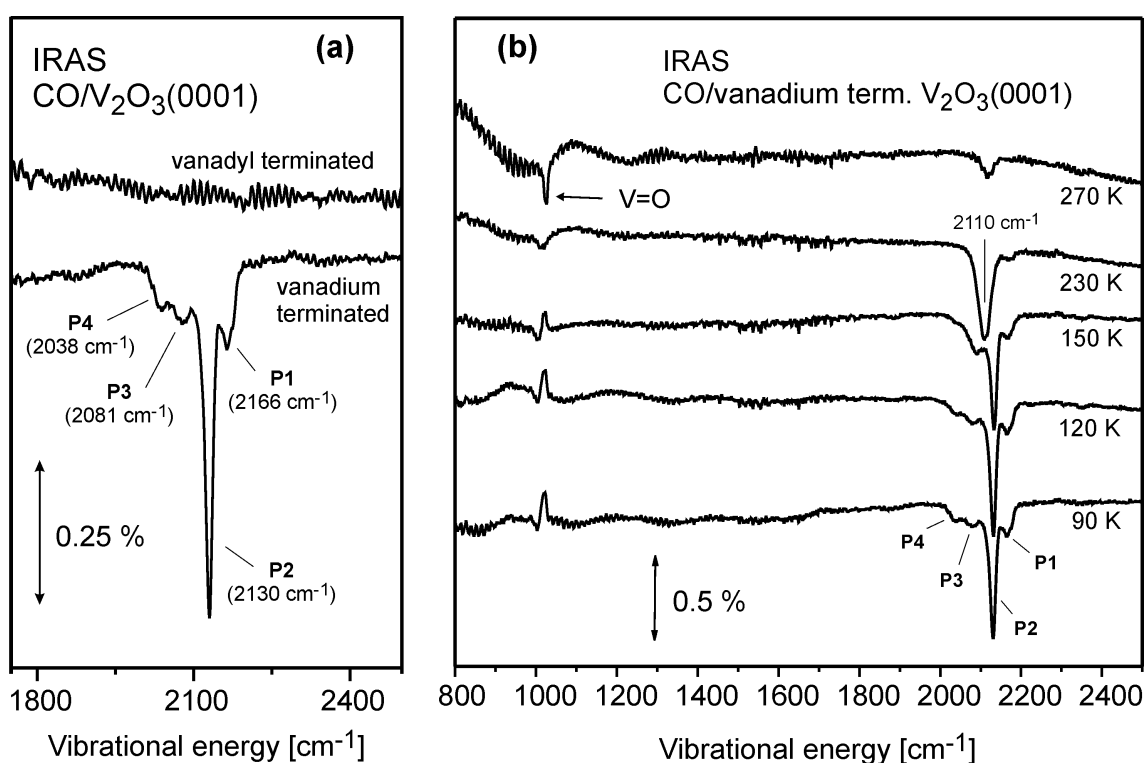 (a)
IRAS
CO/V2O3(0001)
vanadyl terminated
vanadium
terminated
P4
(2038 cm-1)
P3
(2081 cm-1)
P1
(2166 cm-1)
0.25 %
P2
(2130 cm-1)
1800 2100 2400
Vibrational energy [cm-1]
(b)
IRAS
CO/vanadium term. V2O3(0001)
V=O
270 K
2110 cm-1
230 K
150 K
120 K
90 K
P4
P3
P1
P2
0.5 %
800 1000 1200 1400 1600 1800 2000 2200 2400
Vibrational energy [cm-1]